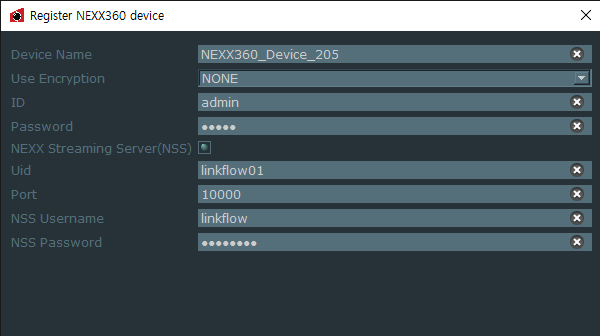 Register NEXX360 device
Device Name NEXX360_Device_205
Use Encryption NONE
ID admin
Password ●●●●●
NEXX Streaming Server(NSS)
Uid linkflow01
Port 10000
NSS Username linkflow
NSS Password ●●●●●●●●